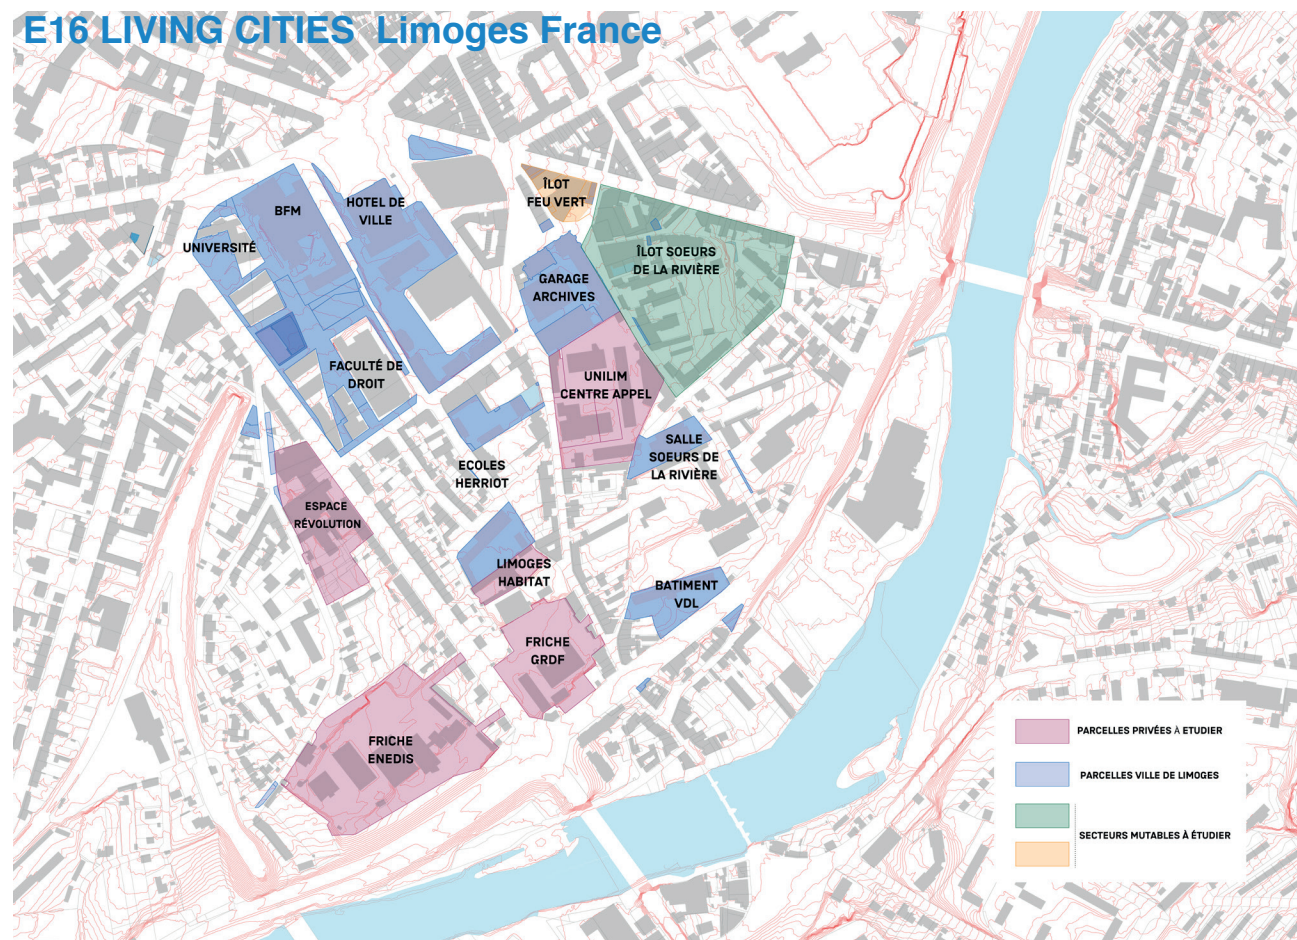 E16 LIVING CITIES Limoges France
ÎLOT
FEU VERT
BFM
HOTEL DE
VILLE
UNIVERSITÉ
ÎLOT SOEURS
DE LA RIVIÈRE
GARAGE
ARCHIVES
FACULTÉ DE
DROIT
UNILIM
CENTRE APPEL
SALLE
SOEURS DE
LA RIVIÈRE
ECOLES
HERRIOT
ESPACE
RÉVOLUTION
LIMOGES
HABITAT
BATIMENT
VDL
FRICHE
GRDF
FRICHE
ENEDIS
PARCELLES PRIVÉES À ETUDIER
PARCELLES VILLE DE LIMOGES
SECTEURS MUTABLES À ÉTUDIER